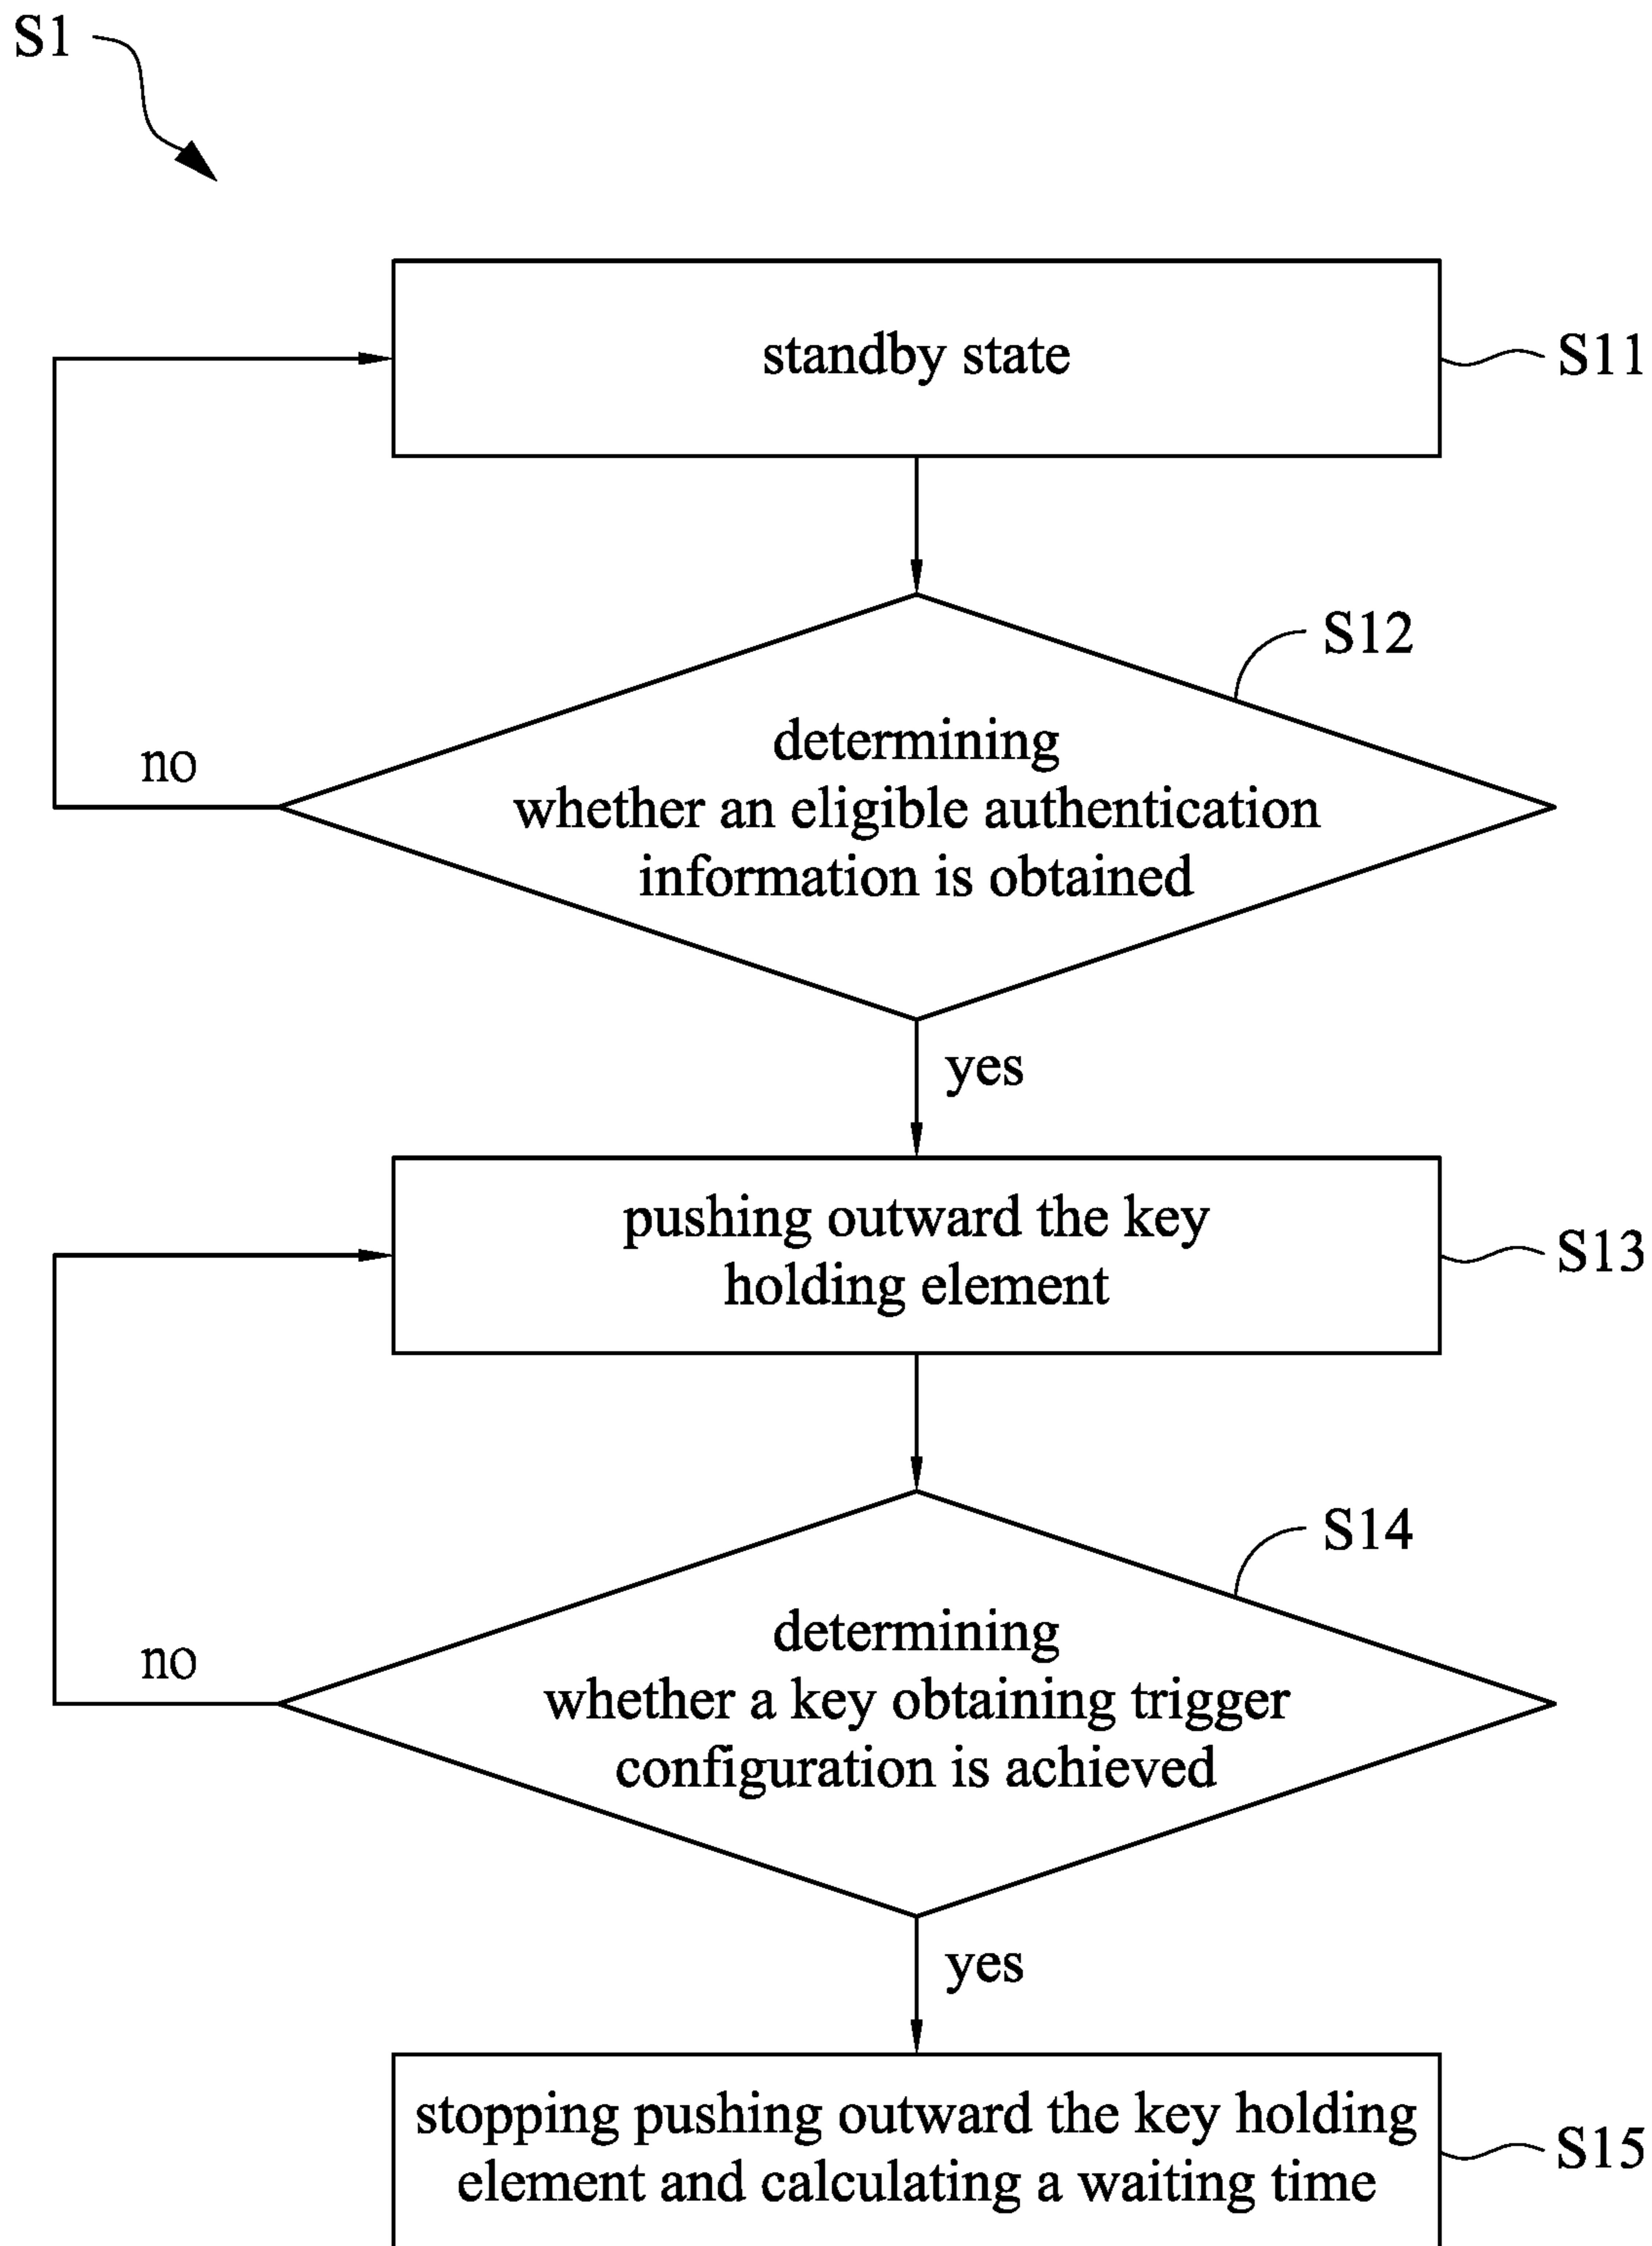 S1
standby state
S11
S12
determining
whether an eligible authentication
information is obtained
no
yes
pushing outward the key
holding element
S13
S14
determining
whether a key obtaining trigger
configuration is achieved
no
yes
stopping pushing outward the key holding
element and calculating a waiting time
S15